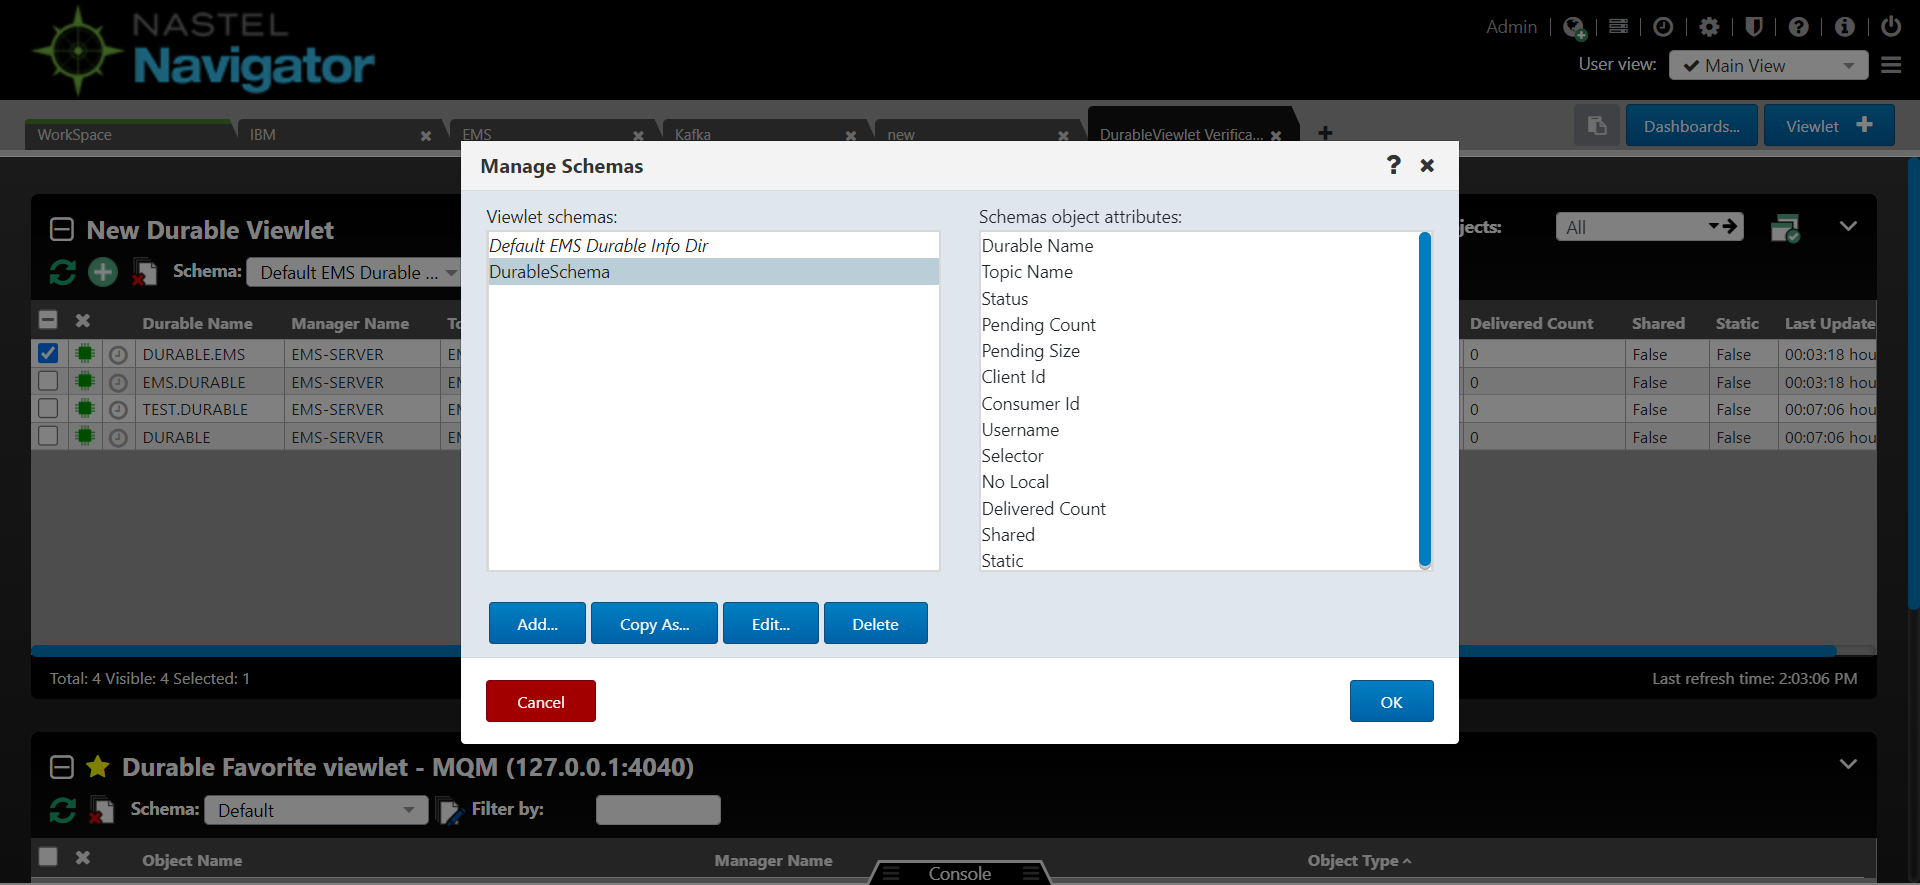 NASTEL
Navigator
Admin
User view: Main View
WorkSpace IBM EMS Kafka new DurableViewlet Verifica...
Dashboards... Viewlet
Manage Schemas
New Durable Viewlet
Schema: Default EMS Durable ...
jects: All
Viewlet schemas:
Default EMS Durable Info Dir
DurableSchema
Schemas object attributes:
Durable Name
Topic Name
Status
Pending Count
Pending Size
Client Id
Consumer Id
Username
Selector
No Local
Delivered Count
Shared
Static
Add... Copy As... Edit... Delete
Cancel OK
Durable Name Manager Name To Delivered Count Shared Static Last Update
DURABLE.EMS EMS-SERVER 0 False False 00:03:18 hou
EMS.DURABLE EMS-SERVER 0 False False 00:03:18 hou
TEST.DURABLE EMS-SERVER 0 False False 00:07:06 hou
DURABLE EMS-SERVER 0 False False 00:07:06 hou
Total: 4 Visible: 4 Selected: 1
Last refresh time: 2:03:06 PM
Durable Favorite viewlet - MQM (127.0.0.1:4040)
Schema: Default Filter by:
Object Name Manager Name Object Type
Console